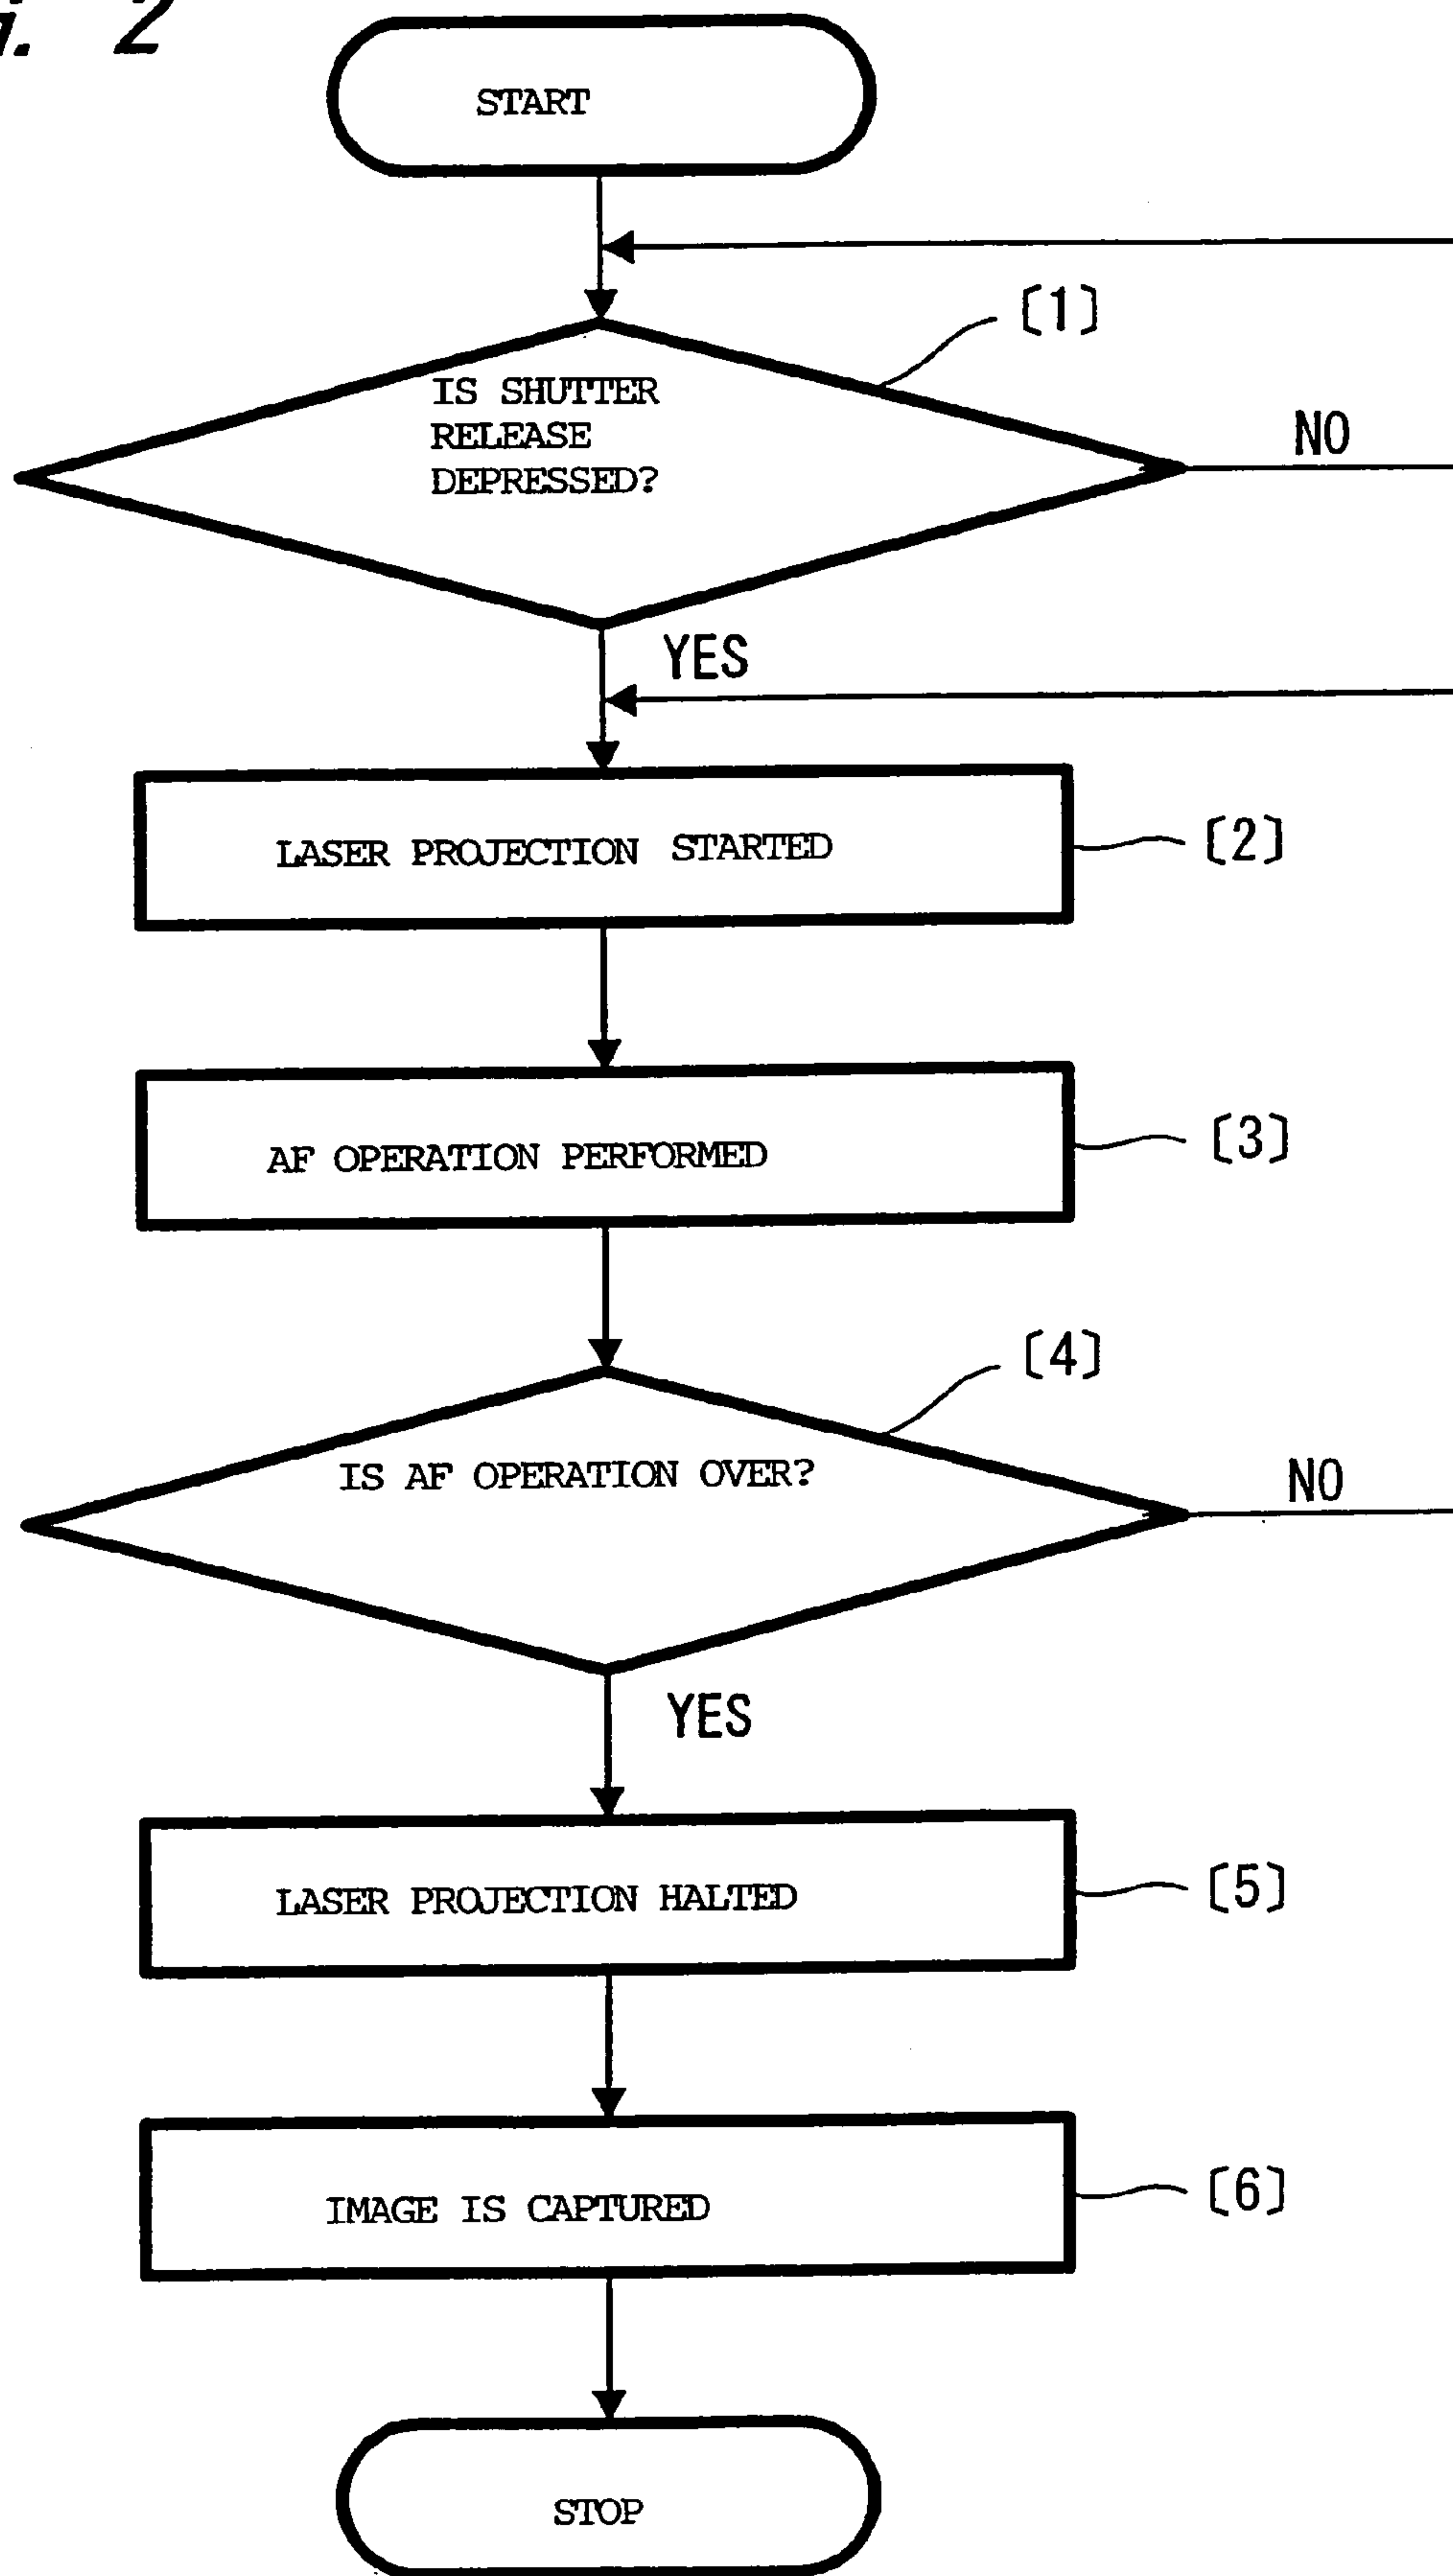 2
START
[1]
IS SHUTTER
RELEASE
DEPRESSED?
NO
YES
LASER PROJECTION STARTED
[2]
AF OPERATION PERFORMED
[3]
[4]
IS AF OPERATION OVER?
NO
YES
LASER PROJECTION HALTED
[5]
IMAGE IS CAPTURED
[6]
STOP